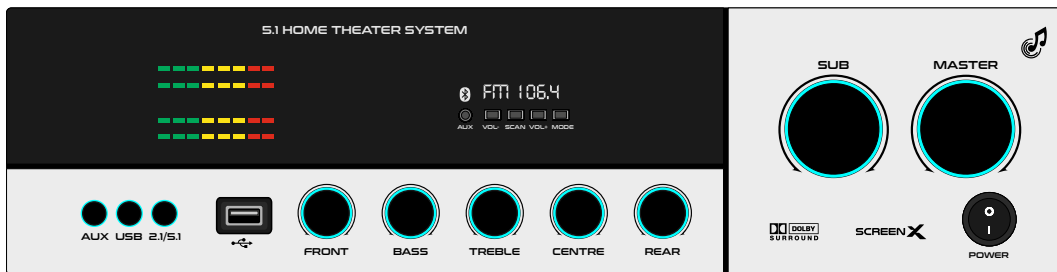 5.1 HOME THEATER SYSTEM
FM 106.4
AUX VOL- SCAN VOL+ MODE
SUB MASTER
AUX USB 2.1/5.1
FRONT BASS TREBLE CENTRE REAR
DOLBY
SURROUND
SCREEN X
O
I
POWER